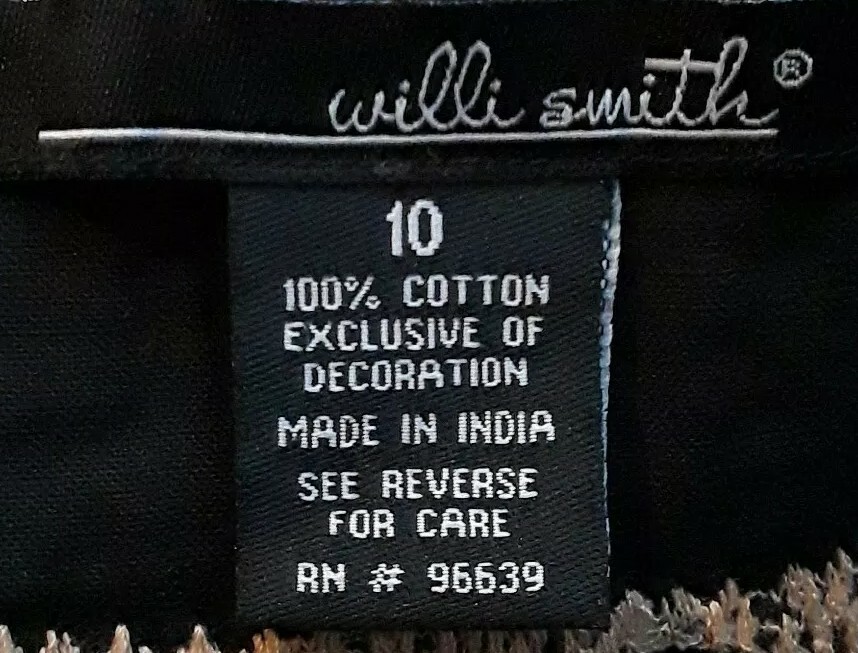 willi smith®
10
100% COTTON
EXCLUSIVE OF
DECORATION
MADE IN INDIA
SEE REVERSE
FOR CARE
RN # 96639